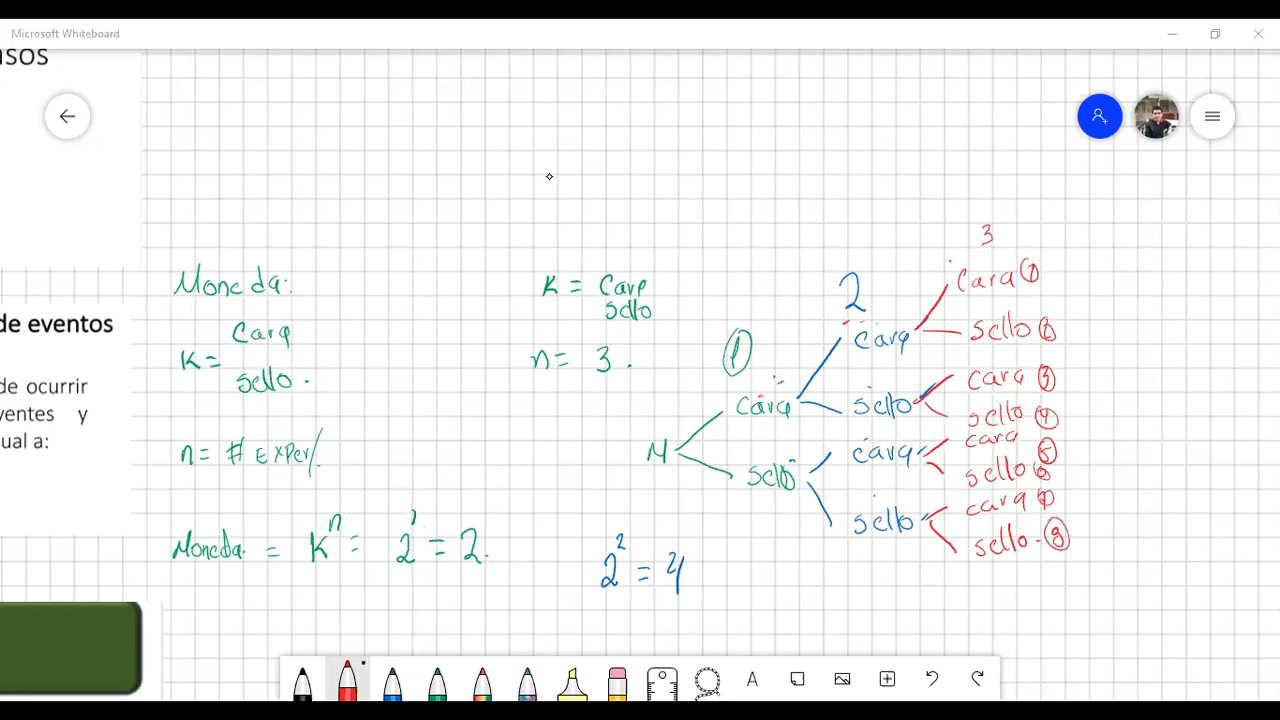 Microsoft Whiteboard
nsos
de eventos
de ocurrir
ventos y
ual a:
Moneda:
K = Cara
sello.
n = # Exper/.
Moneda. = K^n = 2^1 = 2.
K = Cara
sello
n = 3.
2^2 = 4
1
M
Cara
sello
2
cara
sello
cara
sello
3
cara 1
sello 2
cara 3
sello 4
cara 5
sello 6
cara 7
sello. 8
A